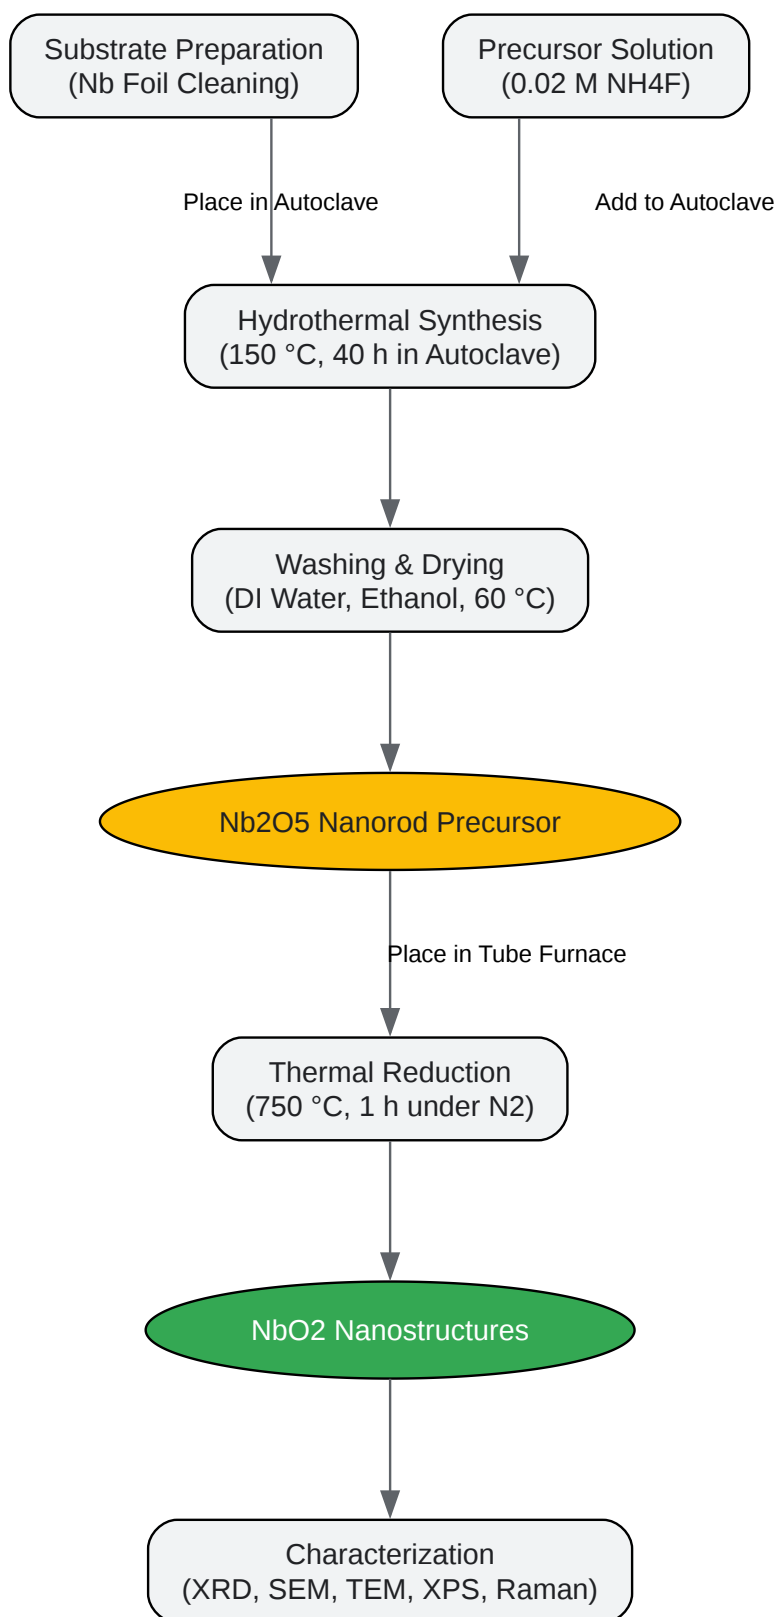 Substrate Preparation
(Nb Foil Cleaning)
Precursor Solution
(0.02 M NH4F)
Place in Autoclave
Add to Autoclave
Hydrothermal Synthesis
(150 °C, 40 h in Autoclave)
Washing & Drying
(DI Water, Ethanol, 60 °C)
Nb2O5 Nanorod Precursor
Place in Tube Furnace
Thermal Reduction
(750 °C, 1 h under N2)
NbO2 Nanostructures
Characterization
(XRD, SEM, TEM, XPS, Raman)